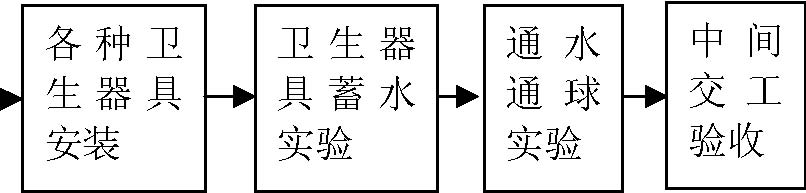 各种卫
生器具
安装
卫生器
具蓄水
实验
通水
通球
实验
中间
交工
验收